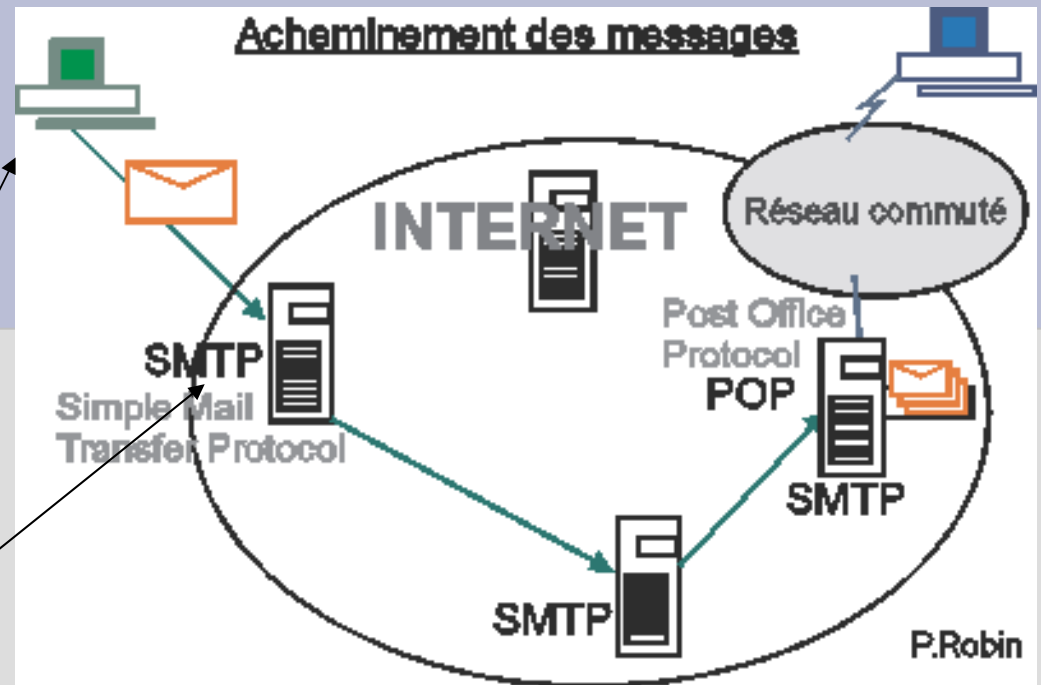 Acheminement des messages
INTERNET
Réseau commuté
Post Office
Protocol
POP
SMTP
Simple Mail
Transfer Protocol
SMTP
SMTP
P.Robin